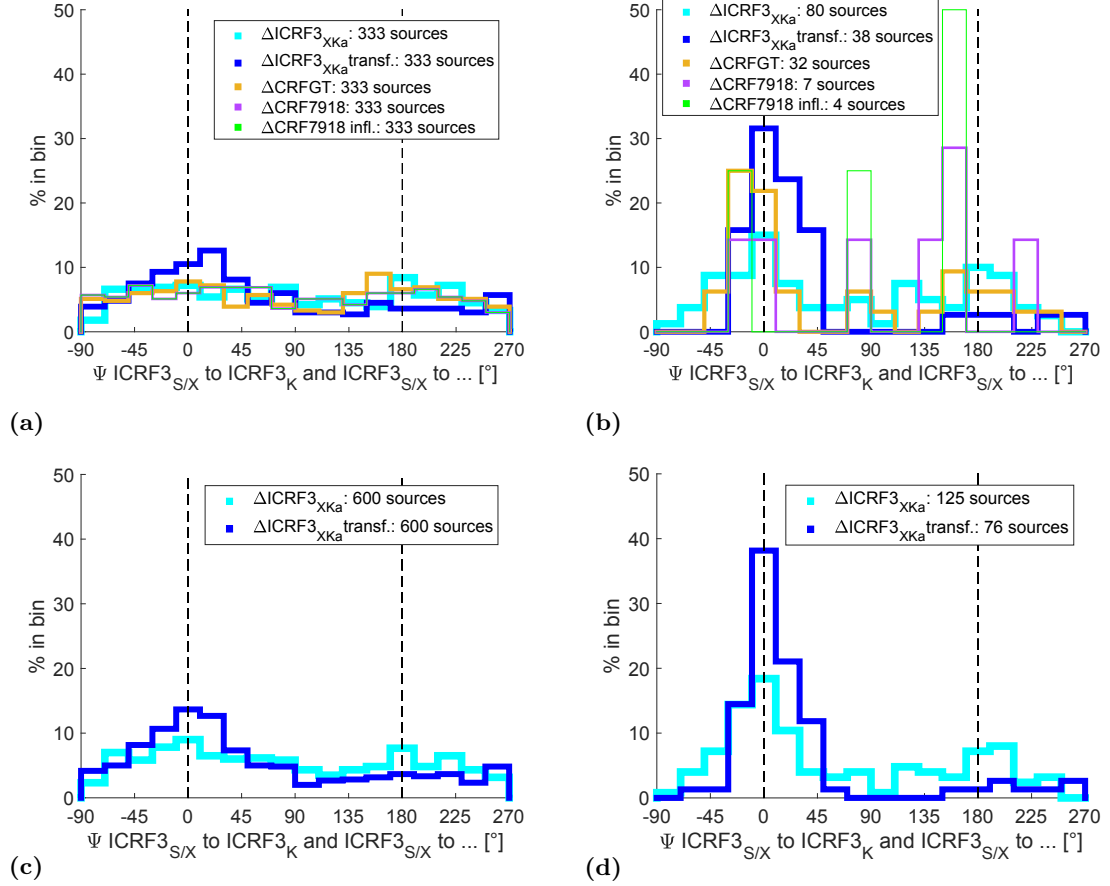 50
40
30
20
10
0
% in bin
ΔICRF3XKa: 333 sources
ΔICRF3XKatransf.: 333 sources
ΔCRFGT: 333 sources
ΔCRF7918: 333 sources
ΔCRF7918 infl.: 333 sources
-90 -45 0 45 90 135 180 225 270
Ψ ICRF3S/X to ICRF3K and ICRF3S/X to ... [°]
(a)
50
40
30
20
10
0
% in bin
ΔICRF3XKa: 80 sources
ΔICRF3XKatransf.: 38 sources
ΔCRFGT: 32 sources
ΔCRF7918: 7 sources
ΔCRF7918 infl.: 4 sources
-90 -45 0 45 90 135 180 225 270
Ψ ICRF3S/X to ICRF3K and ICRF3S/X to ... [°]
(b)
50
40
30
20
10
0
% in bin
ΔICRF3XKa: 600 sources
ΔICRF3XKatransf.: 600 sources
-90 -45 0 45 90 135 180 225 270
Ψ ICRF3S/X to ICRF3K and ICRF3S/X to ... [°]
(c)
50
40
30
20
10
0
% in bin
ΔICRF3XKa: 125 sources
ΔICRF3XKatransf.: 76 sources
-90 -45 0 45 90 135 180 225 270
Ψ ICRF3S/X to ICRF3K and ICRF3S/X to ... [°]
(d)